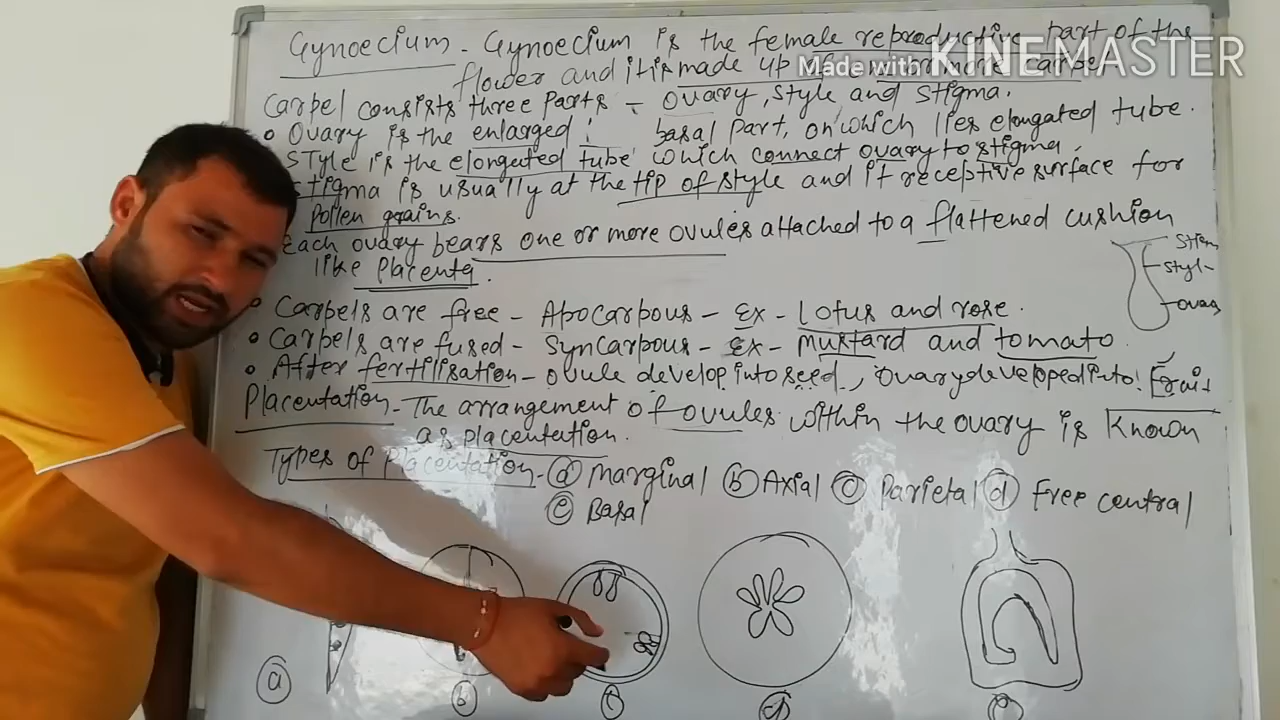 Gynoecium - Gynoecium is the female reproductive part of the
flower and it is made up of one or more carpel
Made with KINEMASTER
Carpel consists three Parts - Ovary, style and stigma.
• Ovary is the enlarged basal part, on which lies elongated tube.
Style is the elongated tube which connect ovary to stigma.
Stigma is usually at the tip of style and it receptive surface for
Pollen grains.
Each ovary bears one or more ovules attached to a flattened cushion
like Placenta.
style
ovary
• Carpels are free - Apocarpous - Ex - Lotus and rose.
• Carpels are fused - Syncarpous - Ex - Mustard and tomato.
• After fertilisation - ovule develop into seed, Ovary developed into Fruit
Placentation - The arrangement of ovules within the ovary is Known
as placentation.
Types of Placentation - (a) Marginal (b) Axial (c) Parietal (d) Free central
(e) Basal
(a) (b) (c) (d) (e)